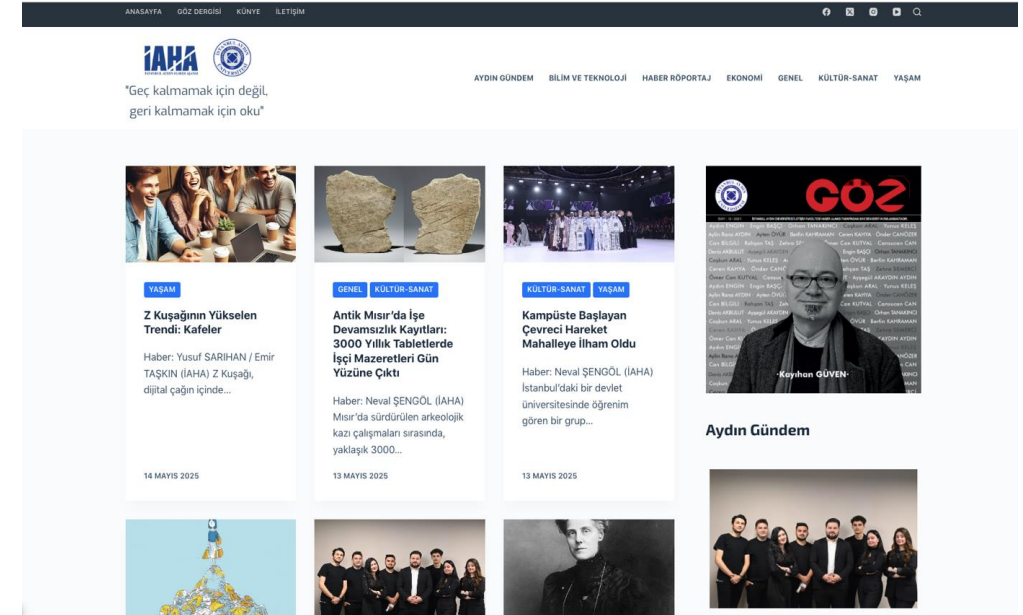 ANASAYFA GÖZ DERGİSİ KÜNYE İLETİŞİM
İAHA
"Geç kalmamak için değil,
geri kalmamak için oku"
AYDIN GÜNDEM BİLİM VE TEKNOLOJİ HABER RÖPORTAJ EKONOMİ GENEL KÜLTÜR-SANAT YAŞAM
YAŞAM
Z Kuşağının Yükselen
Trendi: Kafeler
Haber: Yusuf SARIHAN / Emir
TAŞKIN (İAHA) Z Kuşağı,
dijital çağın içinde...
14 MAYIS 2025
GENEL KÜLTÜR-SANAT
Antik Mısır'da İşe
Devamsızlık Kayıtları:
3000 Yıllık Tabletlerde
İşçi Mazeretleri Gün
Yüzüne Çıktı
Haber: Neval ŞENGÖL (İAHA)
Mısır'da sürdürülen arkeolojik
kazı çalışmaları sırasında,
yaklaşık 3000...
13 MAYIS 2025
KÜLTÜR-SANAT YAŞAM
Kampüste Başlayan
Çevreci Hareket
Mahalleye İlham Oldu
Haber: Neval ŞENGÖL (İAHA)
İstanbul'daki bir devlet
üniversitesinde öğrenim
gören bir grup...
13 MAYIS 2025
GÖZ
·Kayıhan GÜVEN·
Aydın Gündem